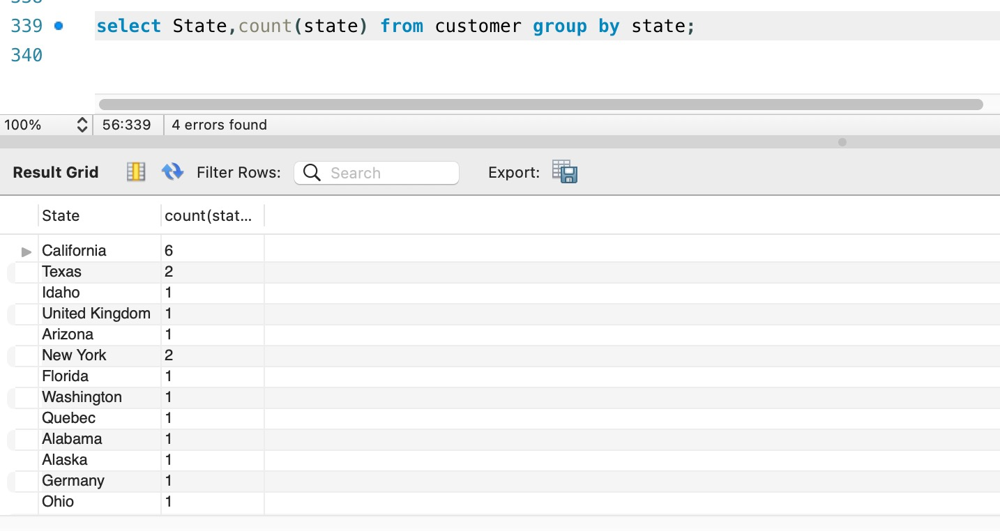 339 select State,count(state) from customer group by state;
340
100% 56:339 4 errors found
Result Grid Filter Rows: Search Export:
State count(stat...
California 6
Texas 2
Idaho 1
United Kingdom 1
Arizona 1
New York 2
Florida 1
Washington 1
Quebec 1
Alabama 1
Alaska 1
Germany 1
Ohio 1